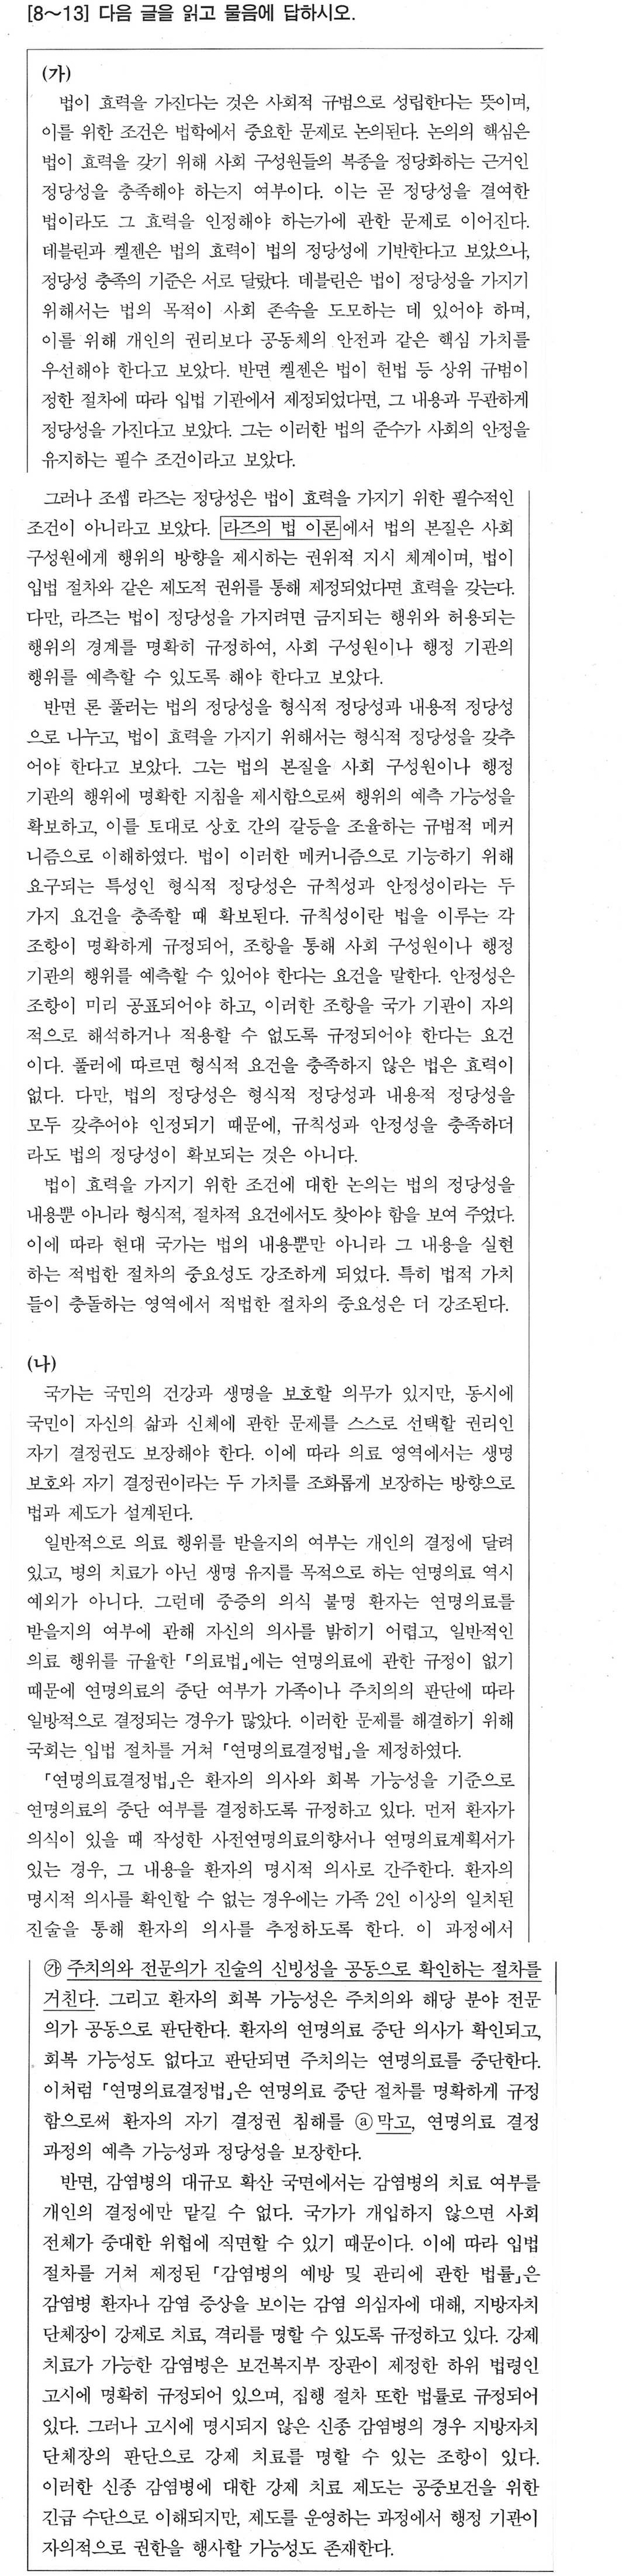 [8~13] 다음 글을 읽고 물음에 답하시오.
(가)
법이 효력을 가진다는 것은 사회적 규범으로 성립한다는 뜻이며,
이를 위한 조건은 법학에서 중요한 문제로 논의된다. 논의의 핵심은
법이 효력을 갖기 위해 사회 구성원들의 복종을 정당화하는 근거인
정당성을 충족해야 하는지 여부이다. 이는 곧 정당성을 결여한
법이라도 그 효력을 인정해야 하는가에 관한 문제로 이어진다.
데블린과 켈젠은 법의 효력이 법의 정당성에 기반한다고 보았으나,
정당성 충족의 기준은 서로 달랐다. 데블린은 법이 정당성을 가지기
위해서는 법의 목적이 사회 존속을 도모하는 데 있어야 하며,
이를 위해 개인의 권리보다 공동체의 안전과 같은 핵심 가치를
우선해야 한다고 보았다. 반면 켈젠은 법이 헌법 등 상위 규범이
정한 절차에 따라 입법 기관에서 제정되었다면, 그 내용과 무관하게
정당성을 가진다고 보았다. 그는 이러한 법의 준수가 사회의 안정을
유지하는 필수 조건이라고 보았다.
그러나 조셉 라즈는 정당성은 법이 효력을 가지기 위한 필수적인
조건이 아니라고 보았다. 라즈의 법 이론에서 법의 본질은 사회
구성원에게 행위의 방향을 제시하는 권위적 지시 체계이며, 법이
입법 절차와 같은 제도적 권위를 통해 제정되었다면 효력을 갖는다.
다만, 라즈는 법이 정당성을 가지려면 금지되는 행위와 허용되는
행위의 경계를 명확히 규정하여, 사회 구성원이나 행정 기관의
행위를 예측할 수 있도록 해야 한다고 보았다.
반면 론 풀러는 법의 정당성을 형식적 정당성과 내용적 정당성
으로 나누고, 법이 효력을 가지기 위해서는 형식적 정당성을 갖추
어야 한다고 보았다. 그는 법의 본질을 사회 구성원이나 행정
기관의 행위에 명확한 지침을 제시함으로써 행위의 예측 가능성을
확보하고, 이를 토대로 상호 간의 갈등을 조율하는 규범적 메커
니즘으로 이해하였다. 법이 이러한 메커니즘으로 기능하기 위해
요구되는 특성인 형식적 정당성은 규칙성과 안정성이라는 두
가지 요건을 충족할 때 확보된다. 규칙성이란 법을 이루는 각
조항이 명확하게 규정되어, 조항을 통해 사회 구성원이나 행정
기관의 행위를 예측할 수 있어야 한다는 요건을 말한다. 안정성은
조항이 미리 공표되어야 하고, 이러한 조항을 국가 기관이 자의
적으로 해석하거나 적용할 수 없도록 규정되어야 한다는 요건
이다. 풀러에 따르면 형식적 요건을 충족하지 않은 법은 효력이
없다. 다만, 법의 정당성은 형식적 정당성과 내용적 정당성을
모두 갖추어야 인정되기 때문에, 규칙성과 안정성을 충족하더
라도 법의 정당성이 확보되는 것은 아니다.
법이 효력을 가지기 위한 조건에 대한 논의는 법의 정당성을
내용뿐 아니라 형식적, 절차적 요건에서도 찾아야 함을 보여 주었다.
이에 따라 현대 국가는 법의 내용뿐만 아니라 그 내용을 실현
하는 적법한 절차의 중요성도 강조하게 되었다. 특히 법적 가치
들이 충돌하는 영역에서 적법한 절차의 중요성은 더 강조된다.
(나)
국가는 국민의 건강과 생명을 보호할 의무가 있지만, 동시에
국민이 자신의 삶과 신체에 관한 문제를 스스로 선택할 권리인
자기 결정권도 보장해야 한다. 이에 따라 의료 영역에서는 생명
보호와 자기 결정권이라는 두 가치를 조화롭게 보장하는 방향으로
법과 제도가 설계된다.
일반적으로 의료 행위를 받을지의 여부는 개인의 결정에 달려
있고, 병의 치료가 아닌 생명 유지를 목적으로 하는 연명의료 역시
예외가 아니다. 그런데 중증의 의식 불명 환자는 연명의료를
받을지의 여부에 관해 자신의 의사를 밝히기 어렵고, 일반적인
의료 행위를 규율한 「의료법」에는 연명의료에 관한 규정이 없기
때문에 연명의료의 중단 여부가 가족이나 주치의의 판단에 따라
일방적으로 결정되는 경우가 많았다. 이러한 문제를 해결하기 위해
국회는 입법 절차를 거쳐 「연명의료결정법」을 제정하였다.
「연명의료결정법」은 환자의 의사와 회복 가능성을 기준으로
연명의료의 중단 여부를 결정하도록 규정하고 있다. 먼저 환자가
의식이 있을 때 작성한 사전연명의료의향서나 연명의료계획서가
있는 경우, 그 내용을 환자의 명시적 의사로 간주한다. 환자의
명시적 의사를 확인할 수 없는 경우에는 가족 2인 이상의 일치된
진술을 통해 환자의 의사를 추정하도록 한다. 이 과정에서
㉮ 주치의와 전문의가 진술의 신빙성을 공동으로 확인하는 절차를
거친다. 그리고 환자의 회복 가능성은 주치의와 해당 분야 전문
의가 공동으로 판단한다. 환자의 연명의료 중단 의사가 확인되고,
회복 가능성도 없다고 판단되면 주치의는 연명의료를 중단한다.
이처럼 「연명의료결정법」은 연명의료 중단 절차를 명확하게 규정
함으로써 환자의 자기 결정권 침해를 ⓐ 막고, 연명의료 결정
과정의 예측 가능성과 정당성을 보장한다.
반면, 감염병의 대규모 확산 국면에서는 감염병의 치료 여부를
개인의 결정에만 맡길 수 없다. 국가가 개입하지 않으면 사회
전체가 중대한 위협에 직면할 수 있기 때문이다. 이에 따라 입법
절차를 거쳐 제정된 「감염병의 예방 및 관리에 관한 법률」은
감염병 환자나 감염 증상을 보이는 감염 의심자에 대해, 지방자치
단체장이 강제로 치료, 격리를 명할 수 있도록 규정하고 있다. 강제
치료가 가능한 감염병은 보건복지부 장관이 제정한 하위 법령인
고시에 명확히 규정되어 있으며, 집행 절차 또한 법률로 규정되어
있다. 그러나 고시에 명시되지 않은 신종 감염병의 경우 지방자치
단체장의 판단으로 강제 치료를 명할 수 있는 조항이 있다.
이러한 신종 감염병에 대한 강제 치료 제도는 공중보건을 위한
긴급 수단으로 이해되지만, 제도를 운영하는 과정에서 행정 기관이
자의적으로 권한을 행사할 가능성도 존재한다.